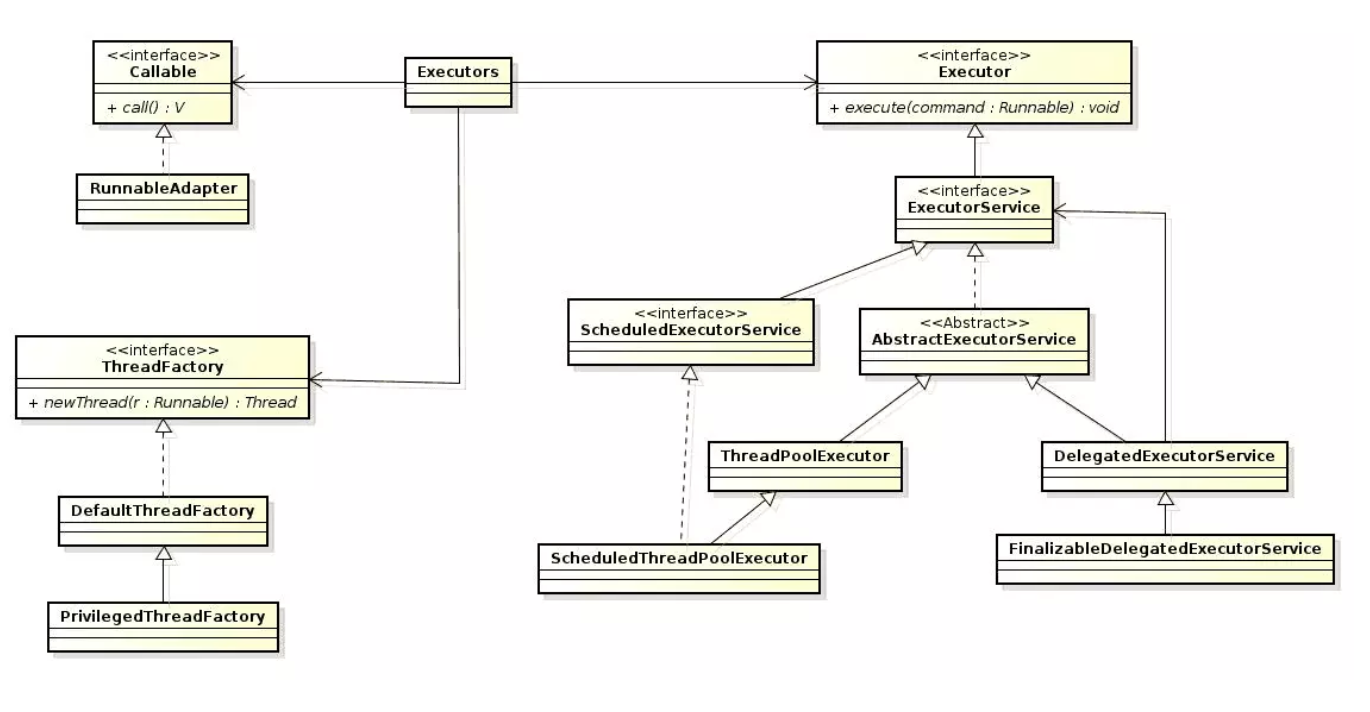 <<interface>>
Callable
+ call() : V
Executors
<<interface>>
Executor
+ execute(command : Runnable) : void
RunnableAdapter
<<interface>>
ExecutorService
<<interface>>
ScheduledExecutorService
<<Abstract>>
AbstractExecutorService
<<interface>>
ThreadFactory
+ newThread(r : Runnable) : Thread
ThreadPoolExecutor
DelegatedExecutorService
DefaultThreadFactory
ScheduledThreadPoolExecutor
FinalizableDelegatedExecutorService
PrivilegedThreadFactory